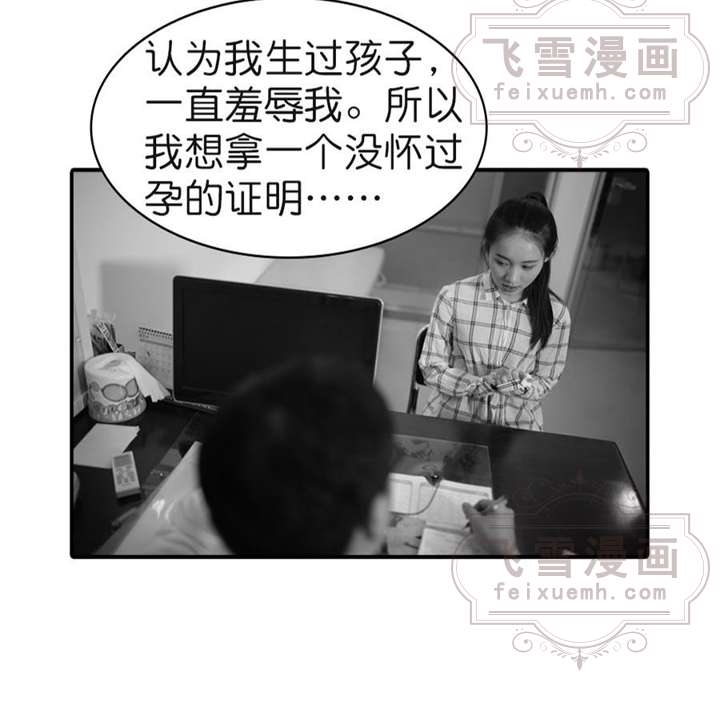 飞雪漫画
feixuemh.com
认为我生过孩子，
一直羞辱我。所以
我想拿一个没怀过
孕的证明……
飞雪漫画
feixuemh.com